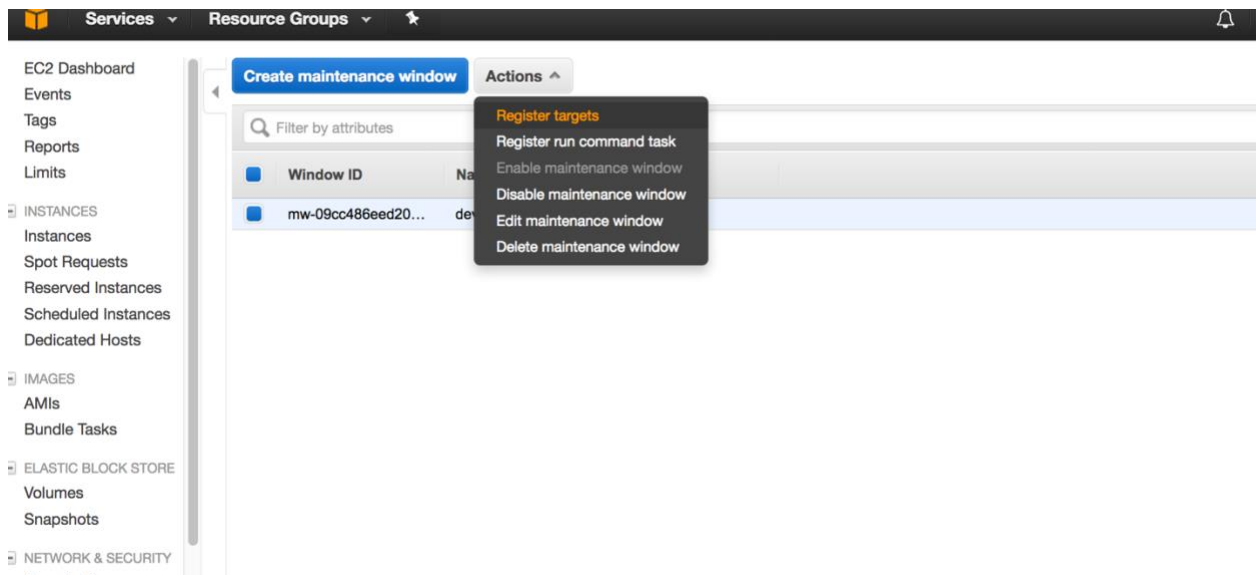 Services Resource Groups
EC2 Dashboard
Events
Tags
Reports
Limits
INSTANCES
Instances
Spot Requests
Reserved Instances
Scheduled Instances
Dedicated Hosts
IMAGES
AMIs
Bundle Tasks
ELASTIC BLOCK STORE
Volumes
Snapshots
NETWORK & SECURITY
Create maintenance window Actions
Filter by attributes
Window ID Na
mw-09cc486eed20... dev
Register targets
Register run command task
Enable maintenance window
Disable maintenance window
Edit maintenance window
Delete maintenance window